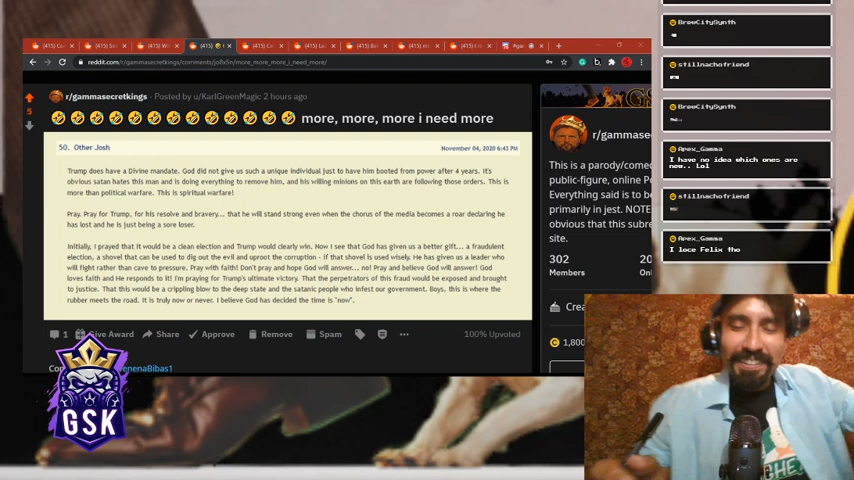 BrewCitySynth
stillnachofriend
BrewCitySynth
Apex_Gamma
I have no idea which ones are
new.. Lol
stillnachofriend
Apex_Gamma
I loce Felix tho
reddit.com/r/gammasecretkings/comments/
r/gammasecretkings · Posted by u/KarlGreenMagic 2 hours ago
5
more, more, more i need more
50. Other Josh
November 04, 2020 6:43 PM
Trump does have a Divine mandate. God did not give us such a unique individual just to have him booted from power after 4 years. It's
obvious satan hates this man and is doing everything to remove him, and his willing minions on this earth are following those orders. This is
more than political warfare. This is spiritual warfare!
Pray. Pray for Trump, for his resolve and bravery... that he will stand strong even when the chorus of the media becomes a roar declaring he
has lost and he is just being a sore loser.
Initially, I prayed that it would be a clean election and Trump would clearly win. Now I see that God has given us a better gift... a fraudulent
election, a shovel that can be used to dig out the evil and uproot the corruption - if that shovel is used wisely. He has given us a leader who
will fight rather than cave to pressure. Pray with faith! Don't pray and hope God will answer... no! Pray and believe God will answer! God
loves faith and He responds to it! I'm praying for Trump's ultimate victory. That the perpetrators of this fraud would be exposed and brought
to justice. That this would be a crippling blow to the deep state and the satanic people who infest our government. Boys, this is where the
rubber meets the road. It is truly now or never. I believe God has decided the time is "now".
1 Give Award Share Approve Remove Spam 100% Upvoted
r/gammase
This is a parody/come
public-figure, online Po
Everything said is to b
primarily in jest. NOTE
obvious that this subre
site.
302
Members
Onlin
Crea
1,800
GSK